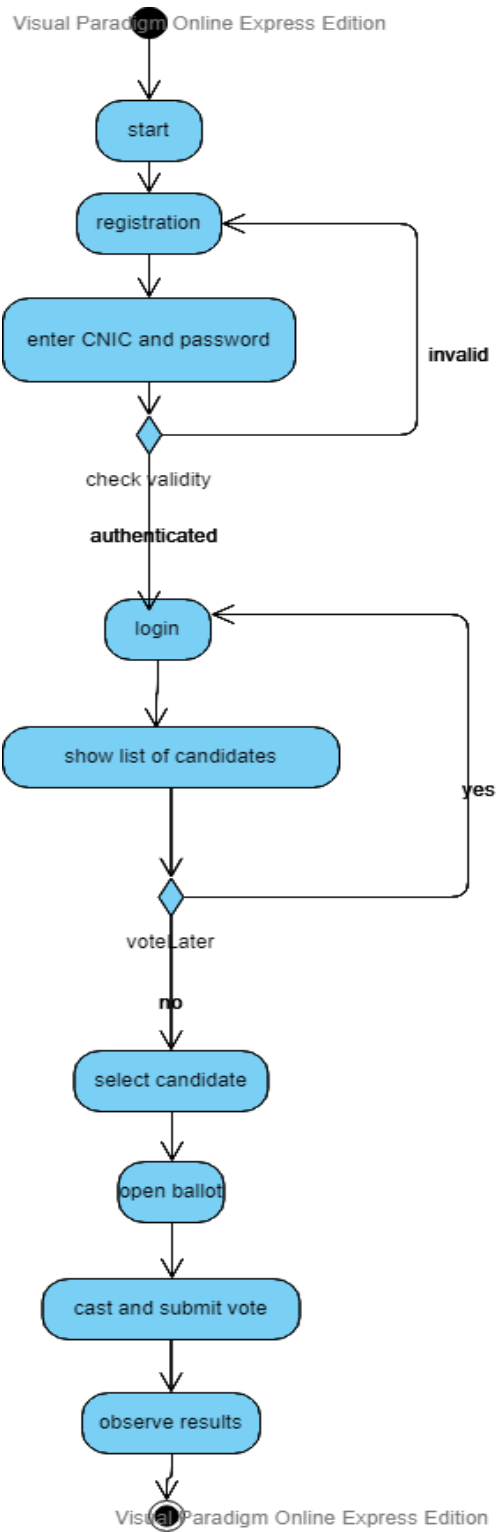 Visual Paradigm Online Express Edition
start
registration
enter CNIC and password
invalid
check validity
authenticated
login
show list of candidates
yes
voteLater
no
select candidate
open ballot
cast and submit vote
observe results
Visual Paradigm Online Express Edition